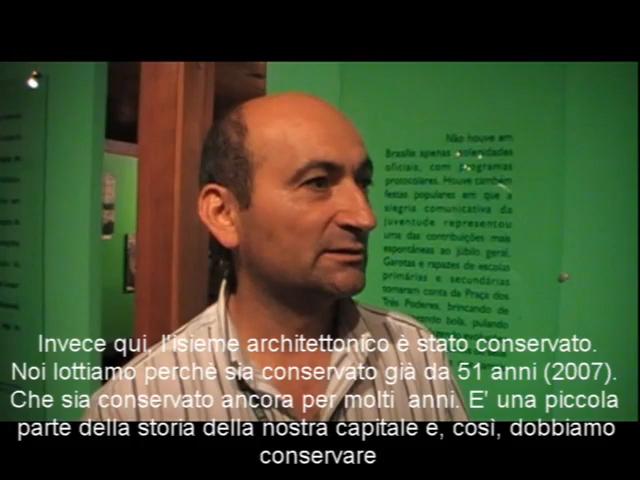 Não houve em
Brasília apenas solenidades
oficiais, com programas
protocolares. Houve também
festas populares em que a
alegria comunicativa da
juventude representou
uma das contribuições mais
espontâneas ao júbilo geral.
Garotas e rapazes de escolas
primárias e secundárias
tomaram conta da Praça dos
Três Poderes, brincando de
bola, pulando
Invece qui, l'isieme architettonico è stato conservato.
Noi lottiamo perchè sia conservato già da 51 anni (2007).
Che sia conservato ancora per molti anni. E' una piccola
parte della storia della nostra capitale e, così, dobbiamo
conservare